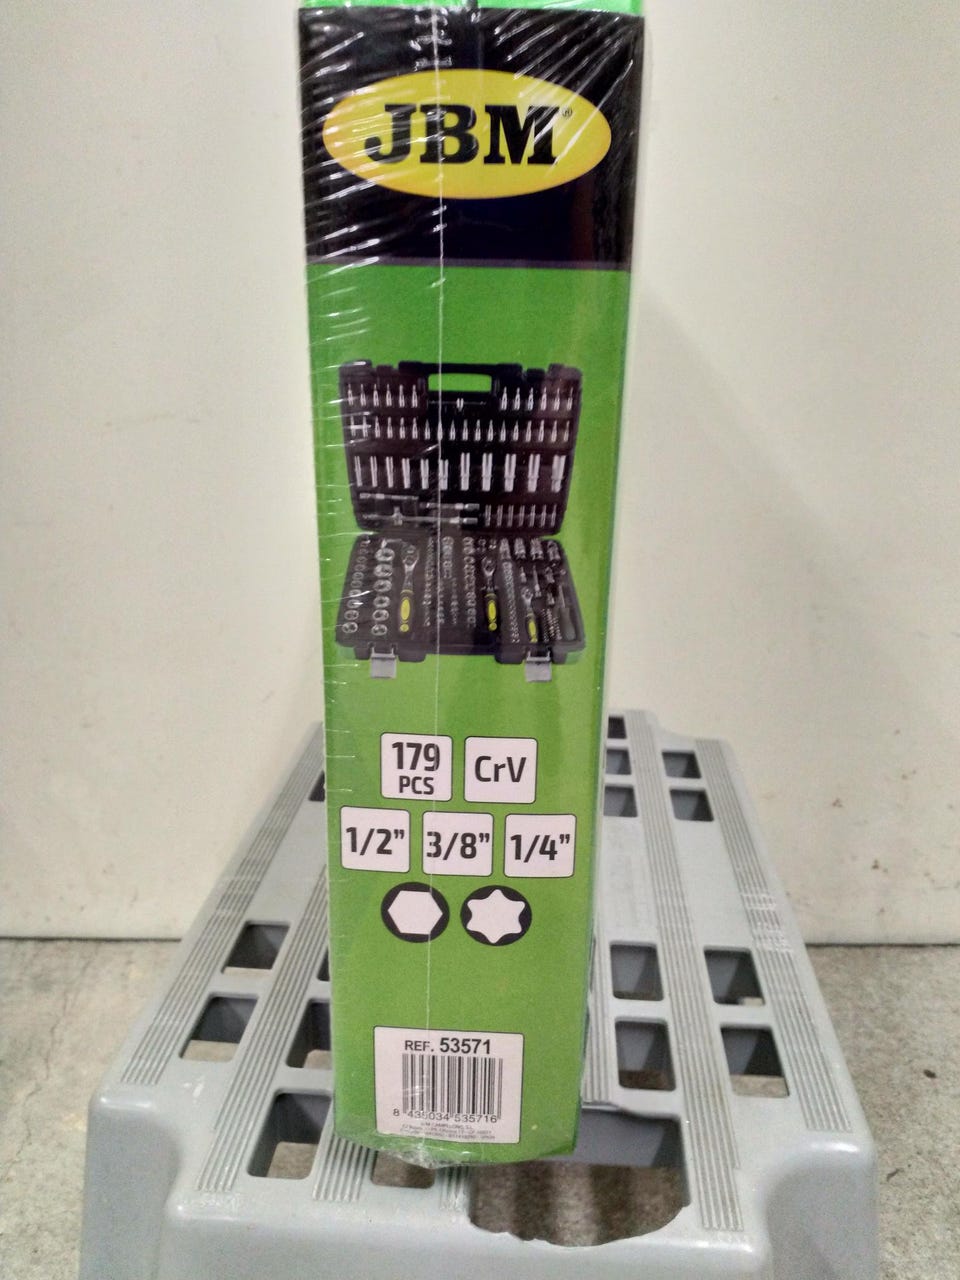 JBM®
179
PCS
CrV
1/2"
3/8"
1/4"
REF. 53571
8 435034 535716